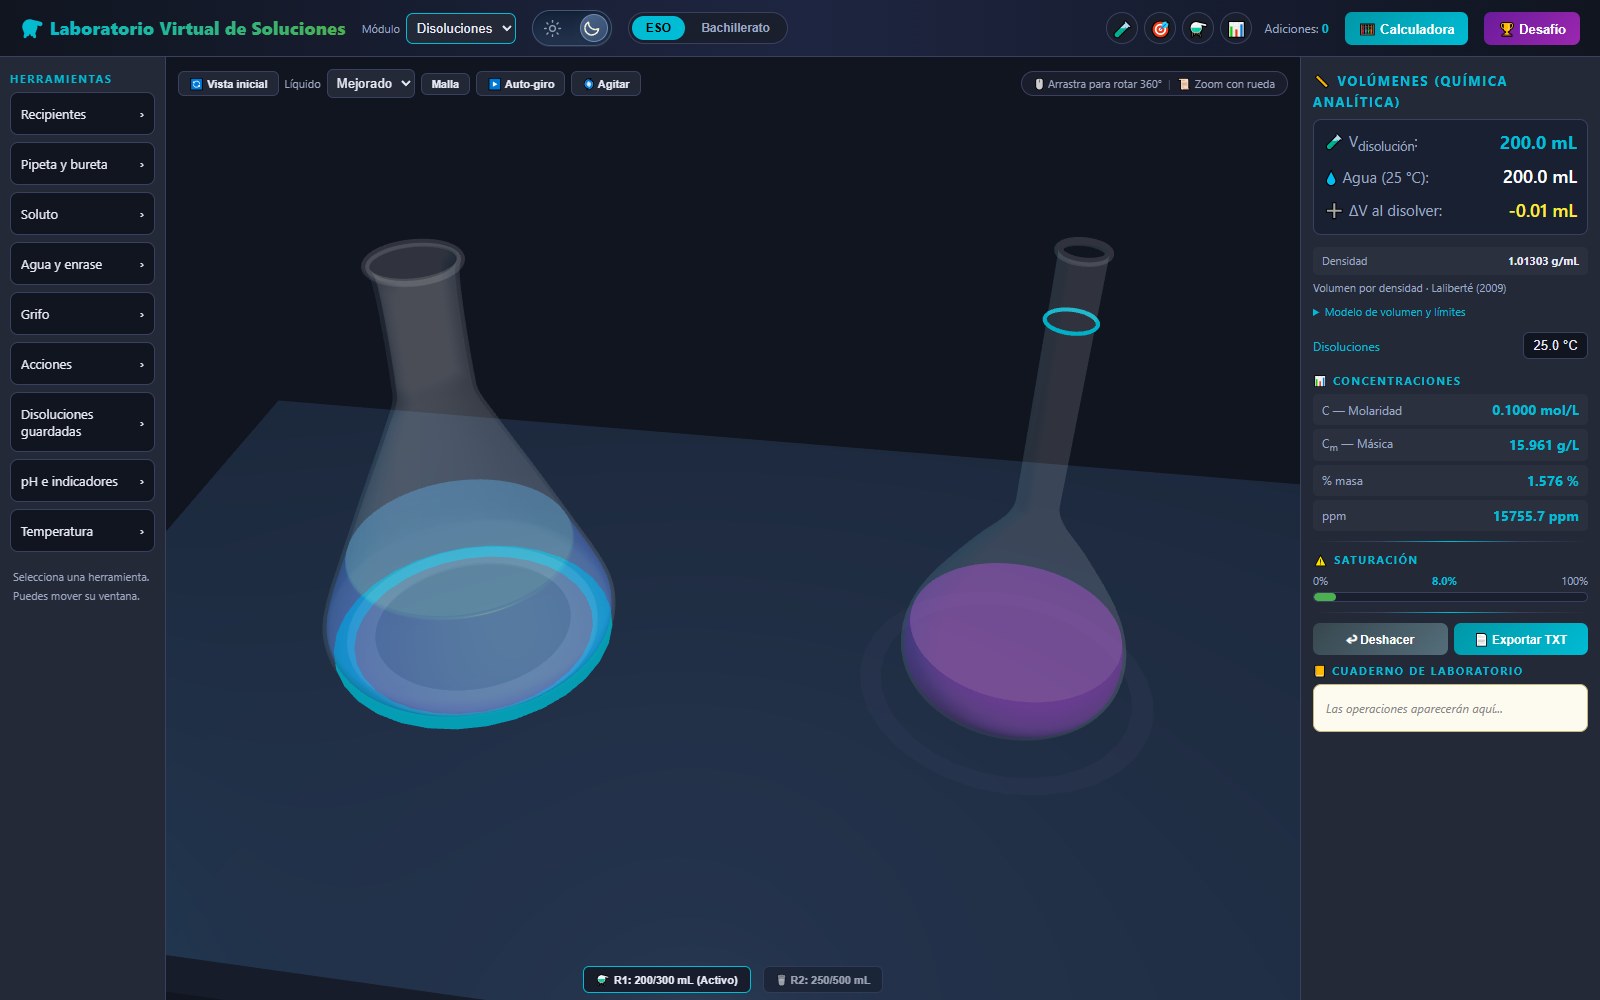 Laboratorio Virtual de Soluciones
Módulo
Disoluciones
ESO
Bachillerato
Adiciones: 0
Calculadora
Desafío
HERRAMIENTAS
Recipientes ›
Pipeta y bureta ›
Soluto ›
Agua y enrase ›
Grifo ›
Acciones ›
Disoluciones
guardadas ›
pH e indicadores ›
Temperatura ›
Selecciona una herramienta.
Puedes mover su ventana.
Vista inicial
Líquido
Mejorado
Malla
Auto-giro
Agitar
Arrastra para rotar 360° | Zoom con rueda
R1: 200/300 mL (Activo)
R2: 250/500 mL
VOLÚMENES (QUÍMICA
ANALÍTICA)
Vdisolución: 200.0 mL
Agua (25 °C): 200.0 mL
ΔV al disolver: -0.01 mL
Densidad 1.01303 g/mL
Volumen por densidad · Laliberté (2009)
Modelo de volumen y límites
Disoluciones 25.0 °C
CONCENTRACIONES
C — Molaridad 0.1000 mol/L
Cm — Másica 15.961 g/L
% masa 1.576 %
ppm 15755.7 ppm
SATURACIÓN
0% 8.0% 100%
Deshacer
Exportar TXT
CUADERNO DE LABORATORIO
Las operaciones aparecerán aquí...